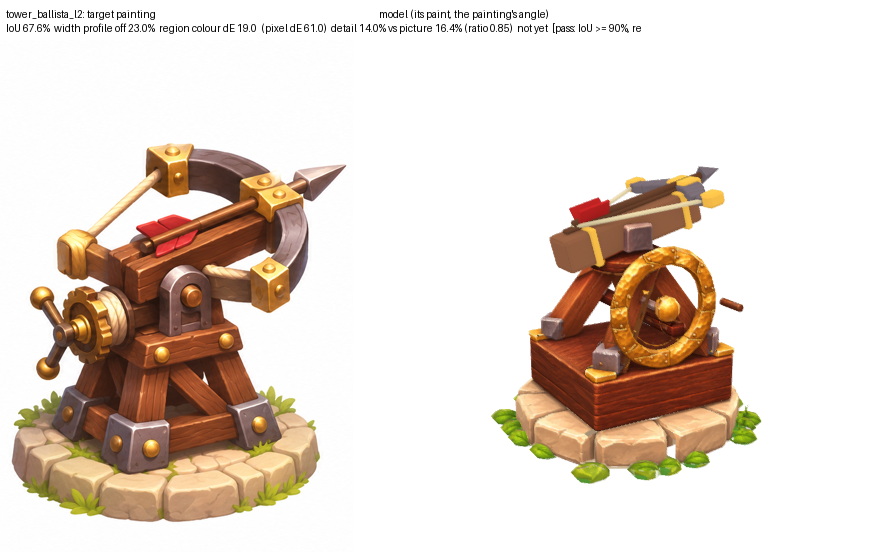 tower_ballista_l2: target painting
model (its paint, the painting's angle)
IoU 67.6% width profile off 23.0% region colour dE 19.0 (pixel dE 61.0) detail 14.0% vs picture 16.4% (ratio 0.85) not yet [pass: IoU >= 90%, re